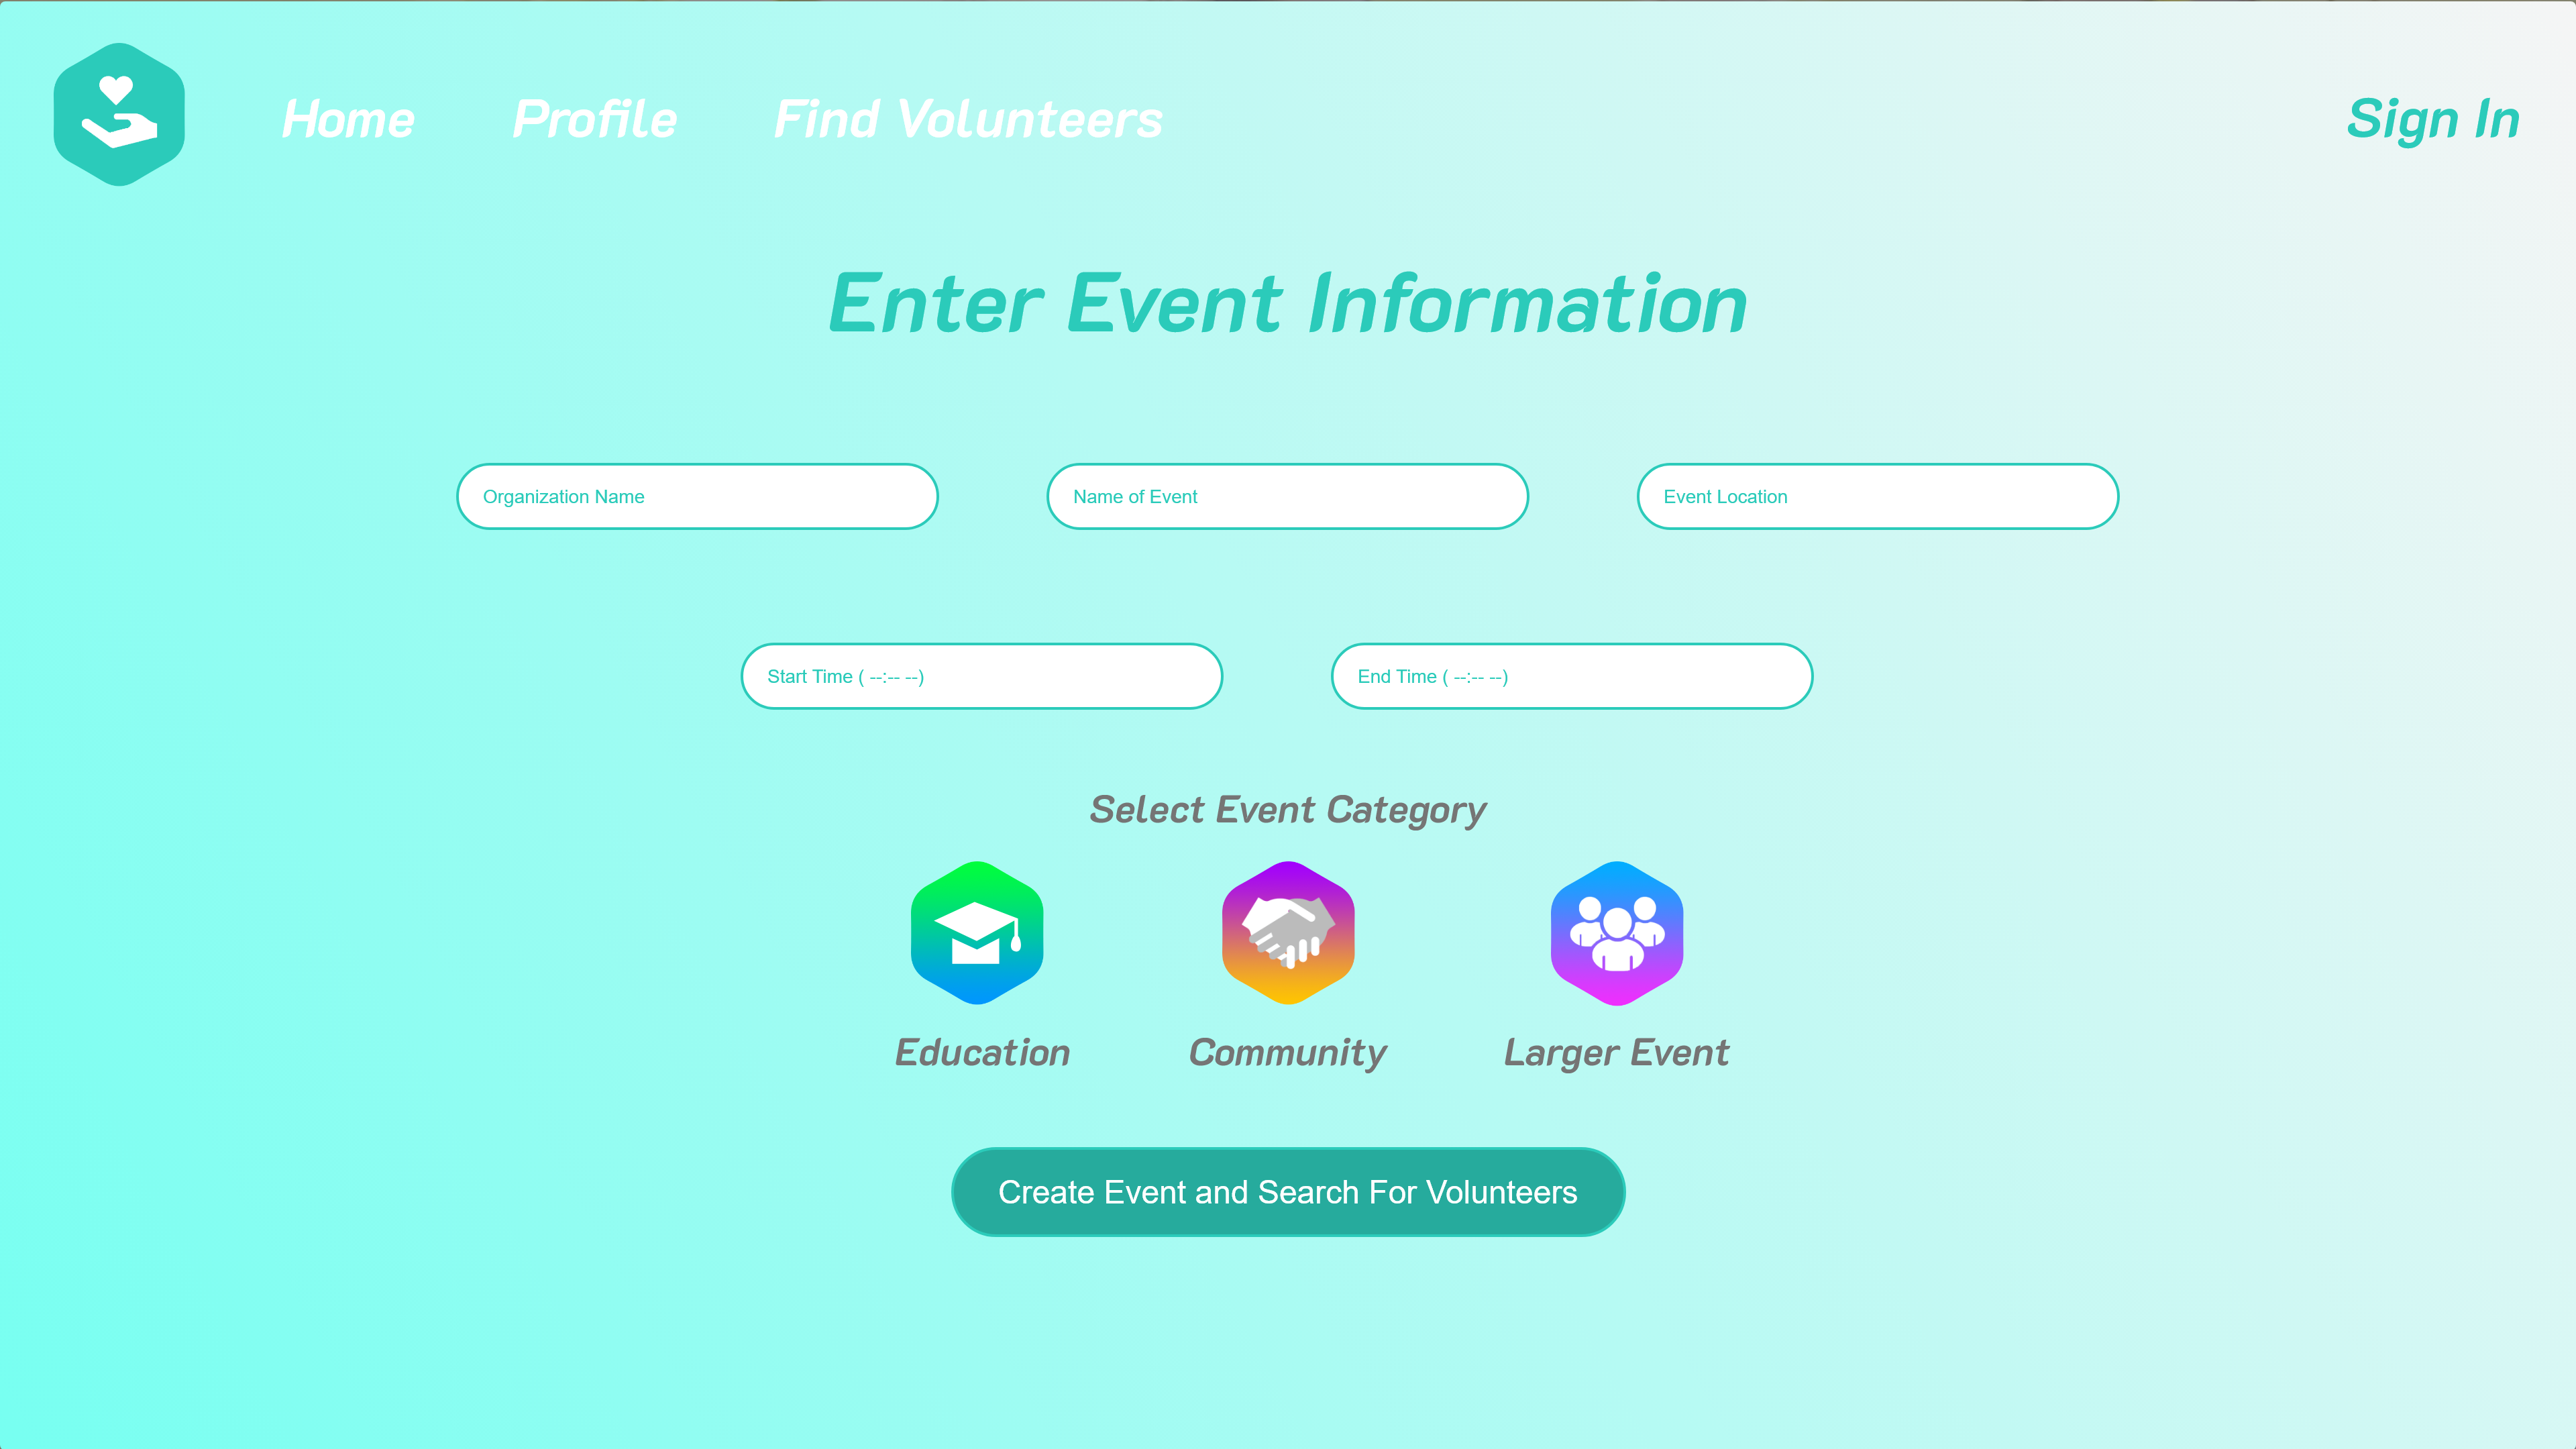 Home Profile Find Volunteers Sign In
Enter Event Information
Organization Name Name of Event Event Location
Start Time ( --:-- --) End Time ( --:-- --)
Select Event Category
Education Community Larger Event
Create Event and Search For Volunteers